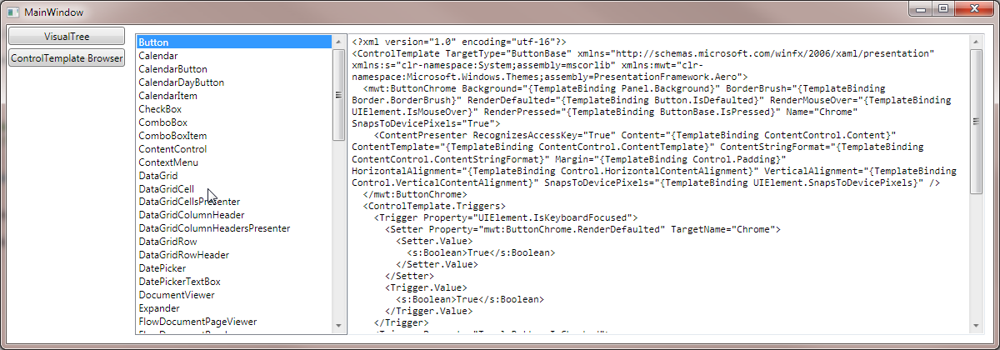 MainWindow
VisualTree
ControlTemplate Browser
Button
Calendar
CalendarButton
CalendarDayButton
CalendarItem
CheckBox
ComboBox
ComboBoxItem
ContentControl
ContextMenu
DataGrid
DataGridCell
DataGridCellsPresenter
DataGridColumnHeader
DataGridColumnHeadersPresenter
DataGridRow
DataGridRowHeader
DatePicker
DatePickerTextBox
DocumentViewer
Expander
FlowDocumentPageViewer
<?xml version="1.0" encoding="utf-16"?>
<ControlTemplate TargetType="ButtonBase" xmlns="http://schemas.microsoft.com/winfx/2006/xaml/presentation"
xmlns:s="clr-namespace:System;assembly=mscorlib" xmlns:mwt="clr-
namespace:Microsoft.Windows.Themes;assembly=PresentationFramework.Aero">
<mwt:ButtonChrome Background="{TemplateBinding Panel.Background}" BorderBrush="{TemplateBinding
Border.BorderBrush}" RenderDefaulted="{TemplateBinding Button.IsDefaulted}" RenderMouseOver="{TemplateBinding
UIElement.IsMouseOver}" RenderPressed="{TemplateBinding ButtonBase.IsPressed}" Name="Chrome"
SnapsToDevicePixels="True">
<ContentPresenter RecognizesAccessKey="True" Content="{TemplateBinding ContentControl.Content}"
ContentTemplate="{TemplateBinding ContentControl.ContentTemplate}" ContentStringFormat="{TemplateBinding
ContentControl.ContentStringFormat}" Margin="{TemplateBinding Control.Padding}"
HorizontalAlignment="{TemplateBinding Control.HorizontalContentAlignment}" VerticalAlignment="{TemplateBinding
Control.VerticalContentAlignment}" SnapsToDevicePixels="{TemplateBinding UIElement.SnapsToDevicePixels}" />
</mwt:ButtonChrome>
<ControlTemplate.Triggers>
<Trigger Property="UIElement.IsKeyboardFocused">
<Setter Property="mwt:ButtonChrome.RenderDefaulted" TargetName="Chrome">
<Setter.Value>
<s:Boolean>True</s:Boolean>
</Setter.Value>
</Setter>
<Trigger.Value>
<s:Boolean>True</s:Boolean>
</Trigger.Value>
</Trigger>